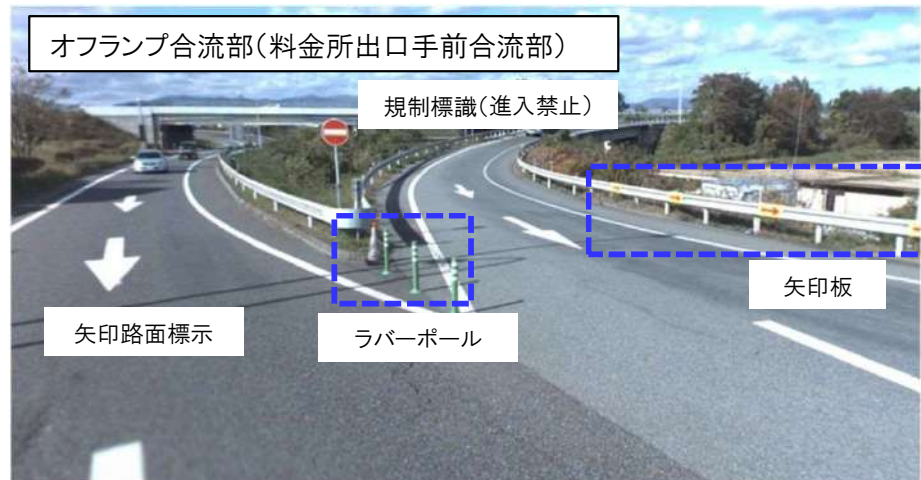 オフランプ合流部(料金所出口手前合流部)
規制標識(進入禁止)
矢印板
矢印路面標示
ラバーポール